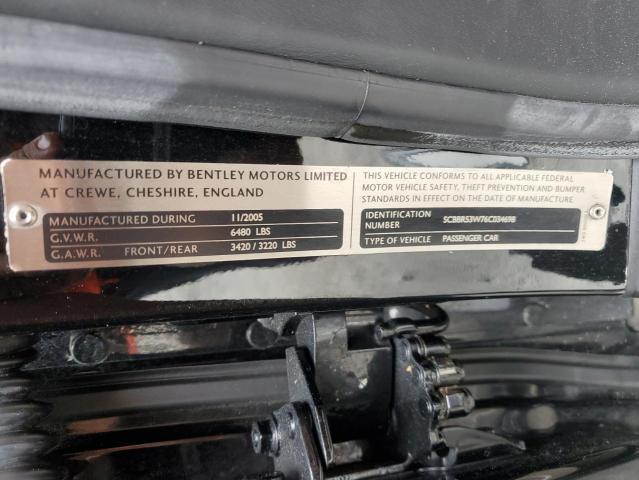 MANUFACTURED BY BENTLEY MOTORS LIMITED
AT CREWE, CHESHIRE, ENGLAND
MANUFACTURED DURING 11/2005
G.V.W.R. 6480 LBS
G.A.W.R. FRONT/REAR 3420 / 3220 LBS
THIS VEHICLE CONFORMS TO ALL APPLICABLE FEDERAL
MOTOR VEHICLE SAFETY, THEFT PREVENTION AND BUMPER
STANDARDS IN EFFECT ON THE DATE OF MANUFACTURE
IDENTIFICATION
NUMBER SCBBR53W76C034698
TYPE OF VEHICLE PASSENGER CAR